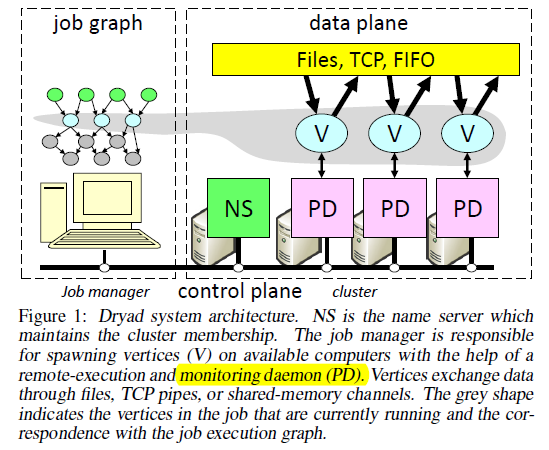 job graph
data plane
Files, TCP, FIFO
V
V
V
NS
PD
PD
PD
Job manager
control plane
cluster
Figure 1: Dryad system architecture. NS is the name server which
maintains the cluster membership. The job manager is responsible
for spawning vertices (V) on available computers with the help of a
remote-execution and monitoring daemon (PD). Vertices exchange data
through files, TCP pipes, or shared-memory channels. The grey shape
indicates the vertices in the job that are currently running and the cor-
respondence with the job execution graph.